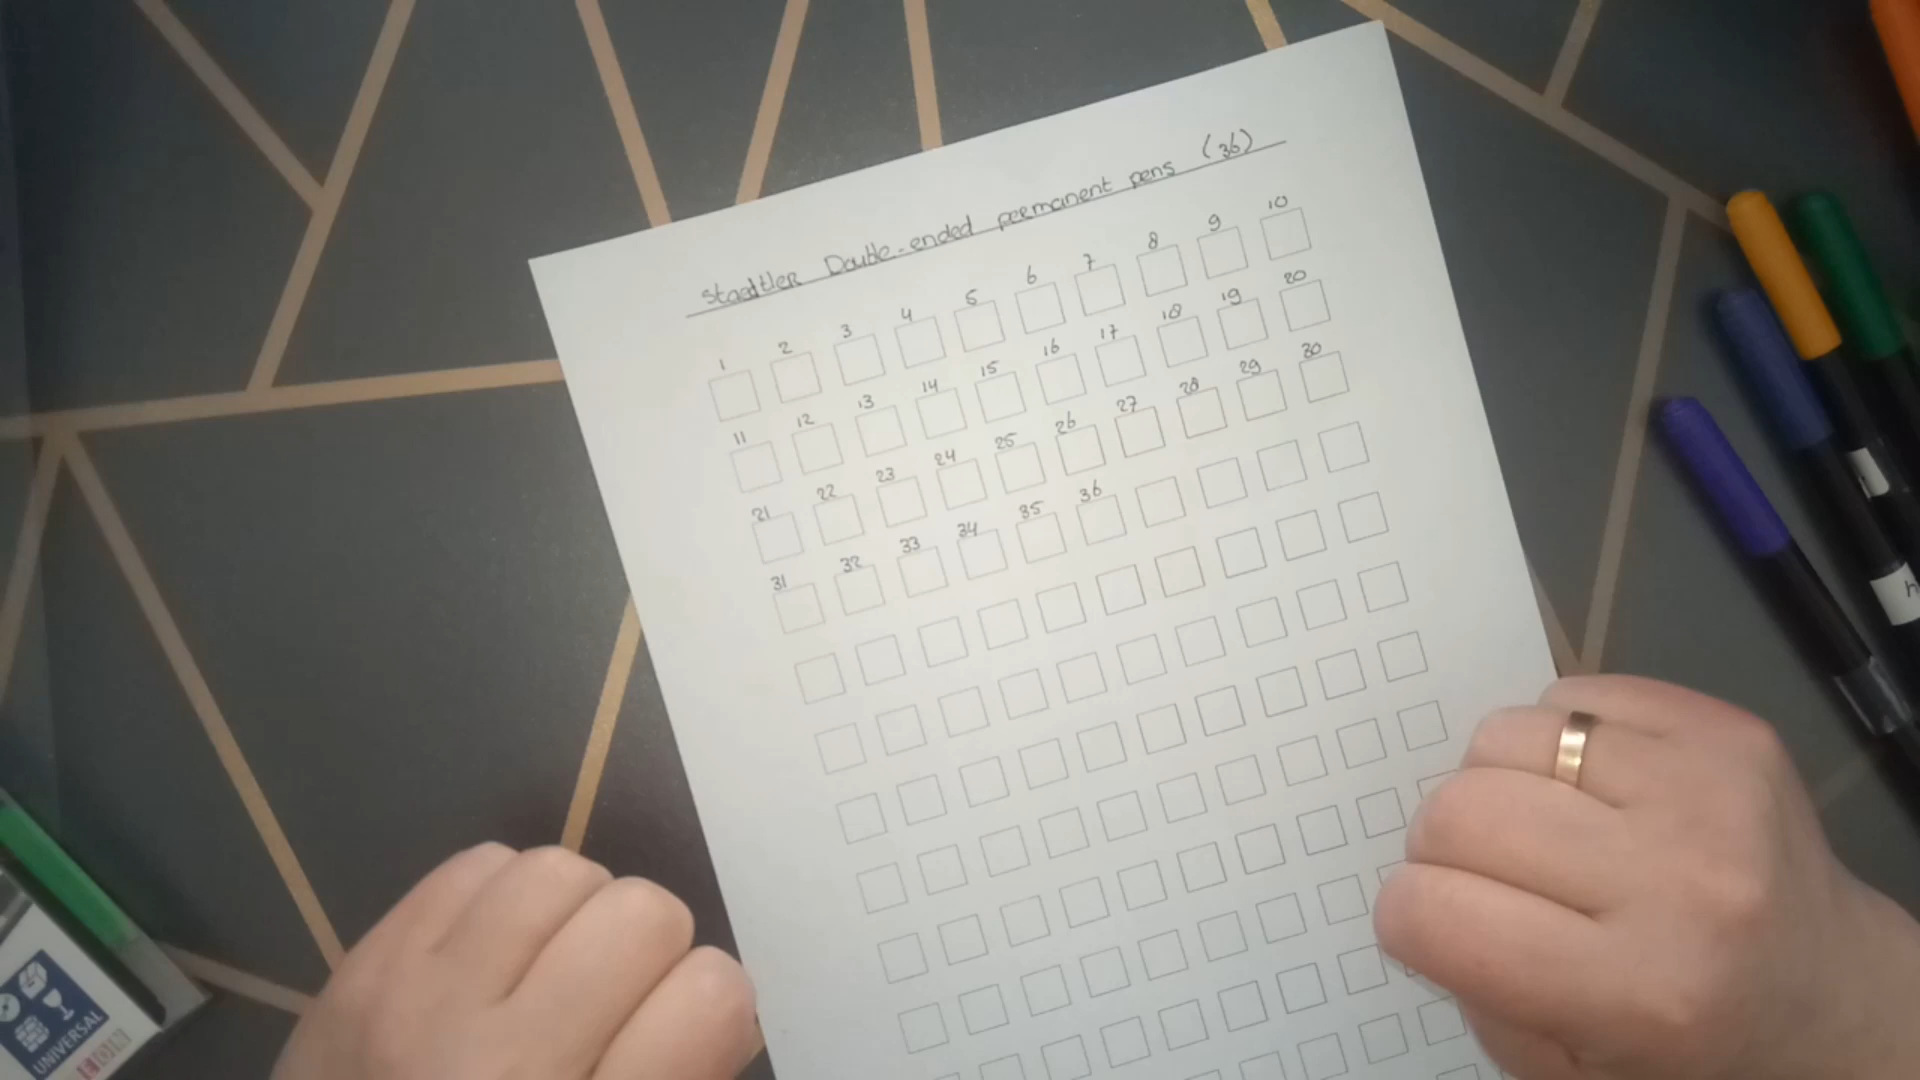 Staedtler Double-ended peemanent pens (36)
1 2 3 4 5 6 7 8 9 10
11 12 13 14 15 16 17 18 19 20
21 22 23 24 25 26 27 28 29 30
31 32 33 34 35 36
UNIVERSAL